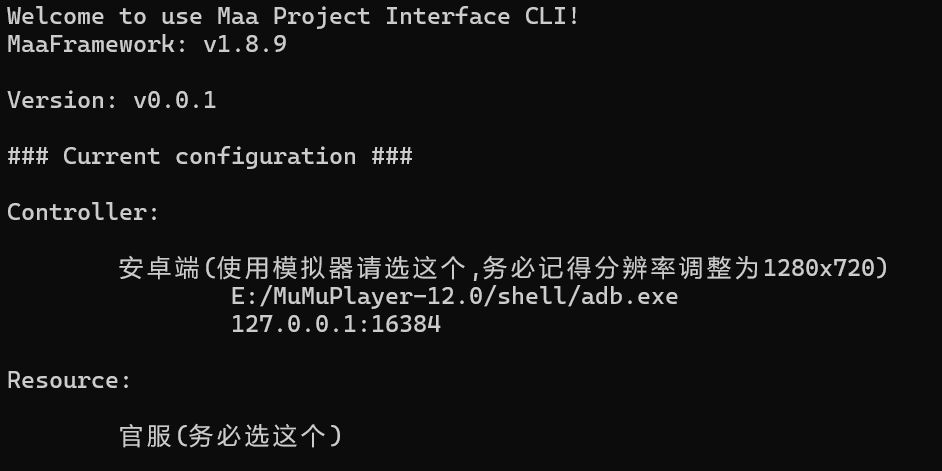 Welcome to use Maa Project Interface CLI!
MaaFramework: v1.8.9
Version: v0.0.1
### Current configuration ###
Controller:
安卓端(使用模拟器请选这个,务必记得分辨率调整为1280x720)
E:/MuMuPlayer-12.0/shell/adb.exe
127.0.0.1:16384
Resource:
官服(务必选这个)